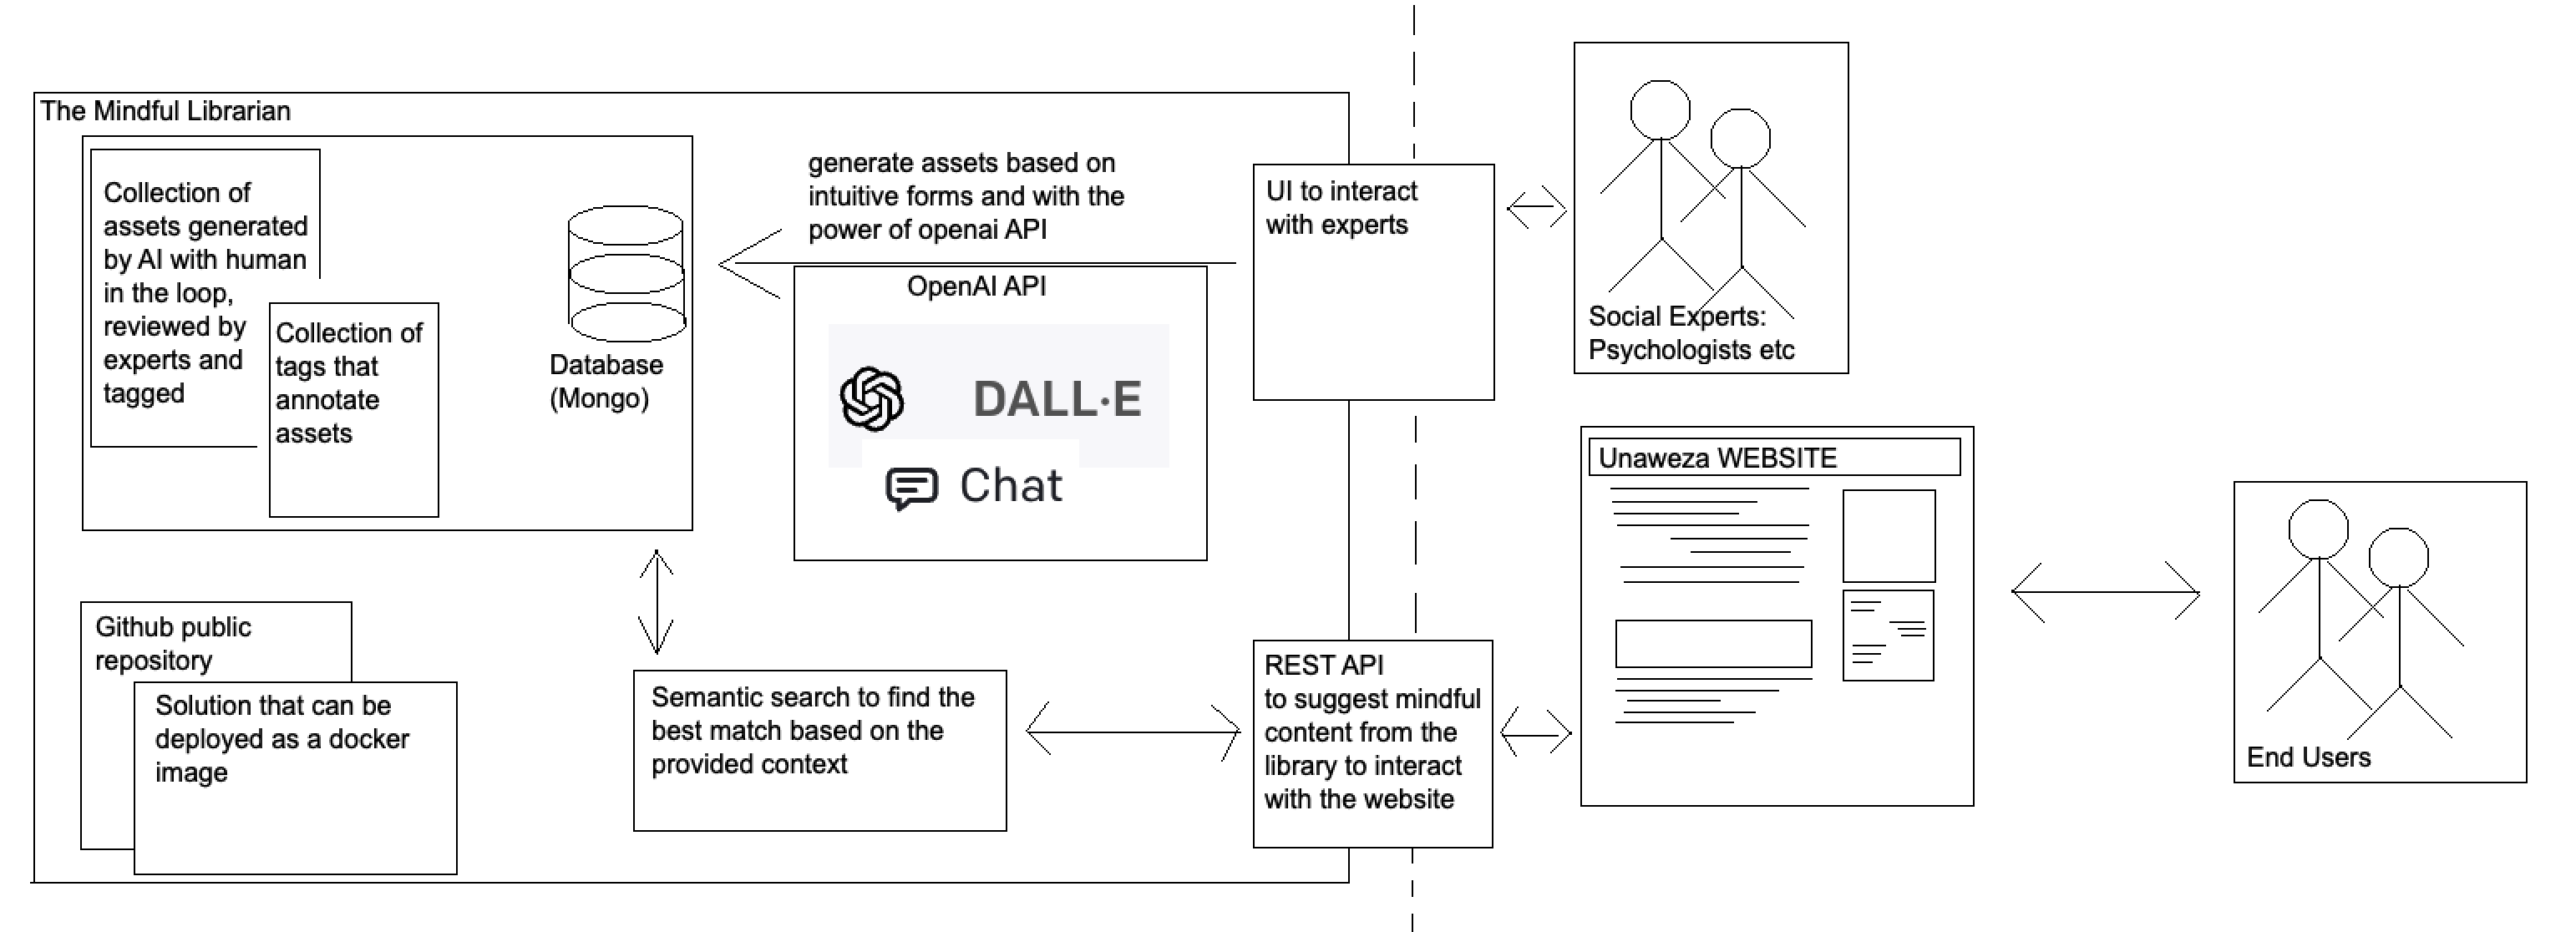 The Mindful Librarian
Collection of
assets generated
by AI with human
in the loop,
reviewed by
experts and
tagged
Collection of
tags that
annotate
assets
Database
(Mongo)
generate assets based on
intuitive forms and with the
power of openai API
OpenAI API
DALL·E
Chat
UI to interact
with experts
Social Experts:
Psychologists etc
Github public
repository
Solution that can be
deployed as a docker
image
Semantic search to find the
best match based on the
provided context
REST API
to suggest mindful
content from the
library to interact
with the website
Unaweza WEBSITE
End Users